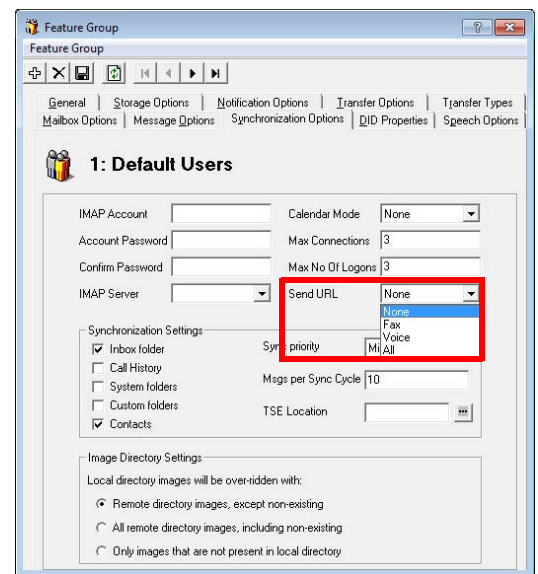 Feature Group
Feature Group
General Storage Options Notification Options Transfer Options Transfer Types
Mailbox Options Message Options Synchronization Options DID Properties Speech Options
1: Default Users
IMAP Account Calendar Mode None
Account Password Max Connections 3
Confirm Password Max No Of Logons 3
IMAP Server Send URL None
None
Fax
Voice
All
Synchronization Settings
Inbox folder
Call History
System folders
Custom folders
Contacts
Sync priority Mi
Msgs per Sync Cycle 10
TSE Location ...
Image Directory Settings
Local directory images will be over-ridden with:
Remote directory images, except non-existing
All remote directory images, including non-existing
Only images that are not present in local directory